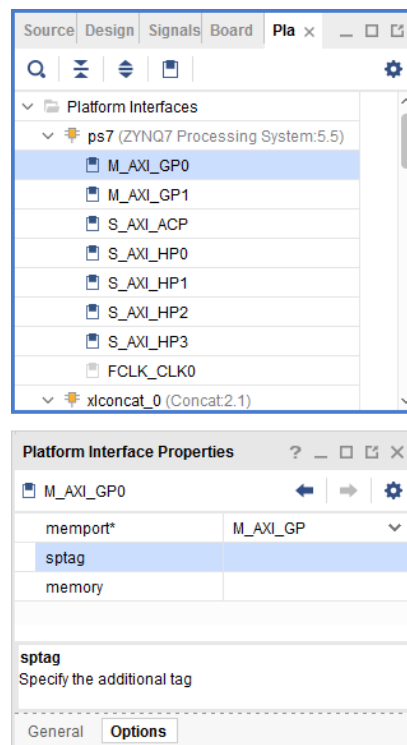 Source Design Signals Board Pla
Platform Interfaces
ps7 (ZYNQ7 Processing System:5.5)
M_AXI_GP0
M_AXI_GP1
S_AXI_ACP
S_AXI_HP0
S_AXI_HP1
S_AXI_HP2
S_AXI_HP3
FCLK_CLK0
xlconcat_0 (Concat:2.1)
Platform Interface Properties
M_AXI_GP0
memport* M_AXI_GP
sptag
memory
sptag
Specify the additional tag
General Options